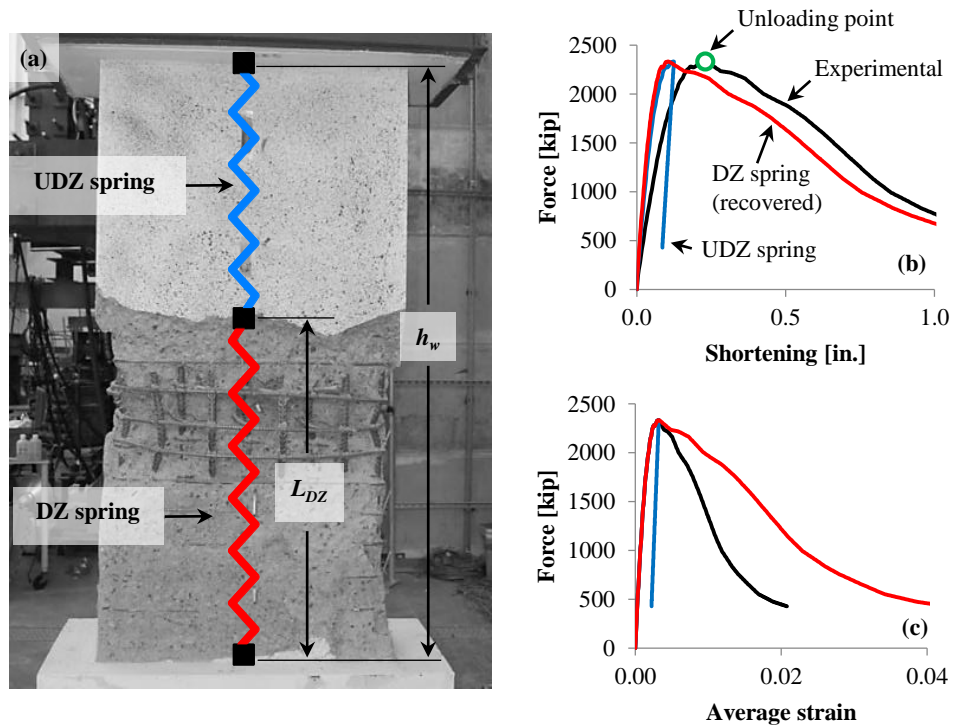 (a)
UDZ spring
h_w
L_DZ
DZ spring
Unloading point
2500
2000
1500
1000
500
0
Force [kip]
Experimental
DZ spring
(recovered)
UDZ spring
(b)
0.0
0.5
1.0
Shortening [in.]
2500
2000
1500
1000
500
0
Force [kip]
(c)
0.00
0.02
0.04
Average strain